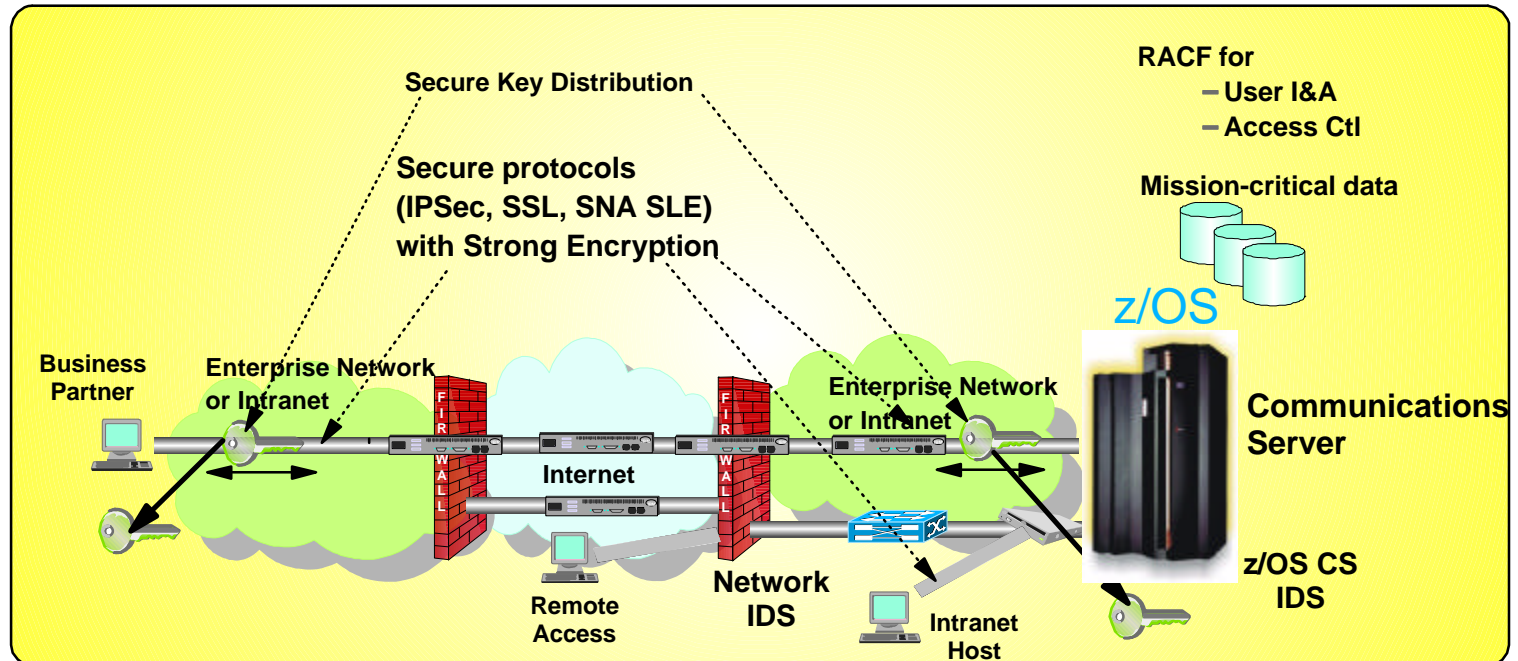 RACF for
– User I&A
– Access Ctl
Secure Key Distribution
Secure protocols
(IPSec, SSL, SNA SLE)
with Strong Encryption
Mission-critical data
z/OS
Business
Partner
Enterprise Network
or Intranet
FIREWALL
Internet
FIREWALL
Enterprise Network
or Intranet
Communications
Server
Remote
Access
Network
IDS
Intranet
Host
z/OS CS
IDS